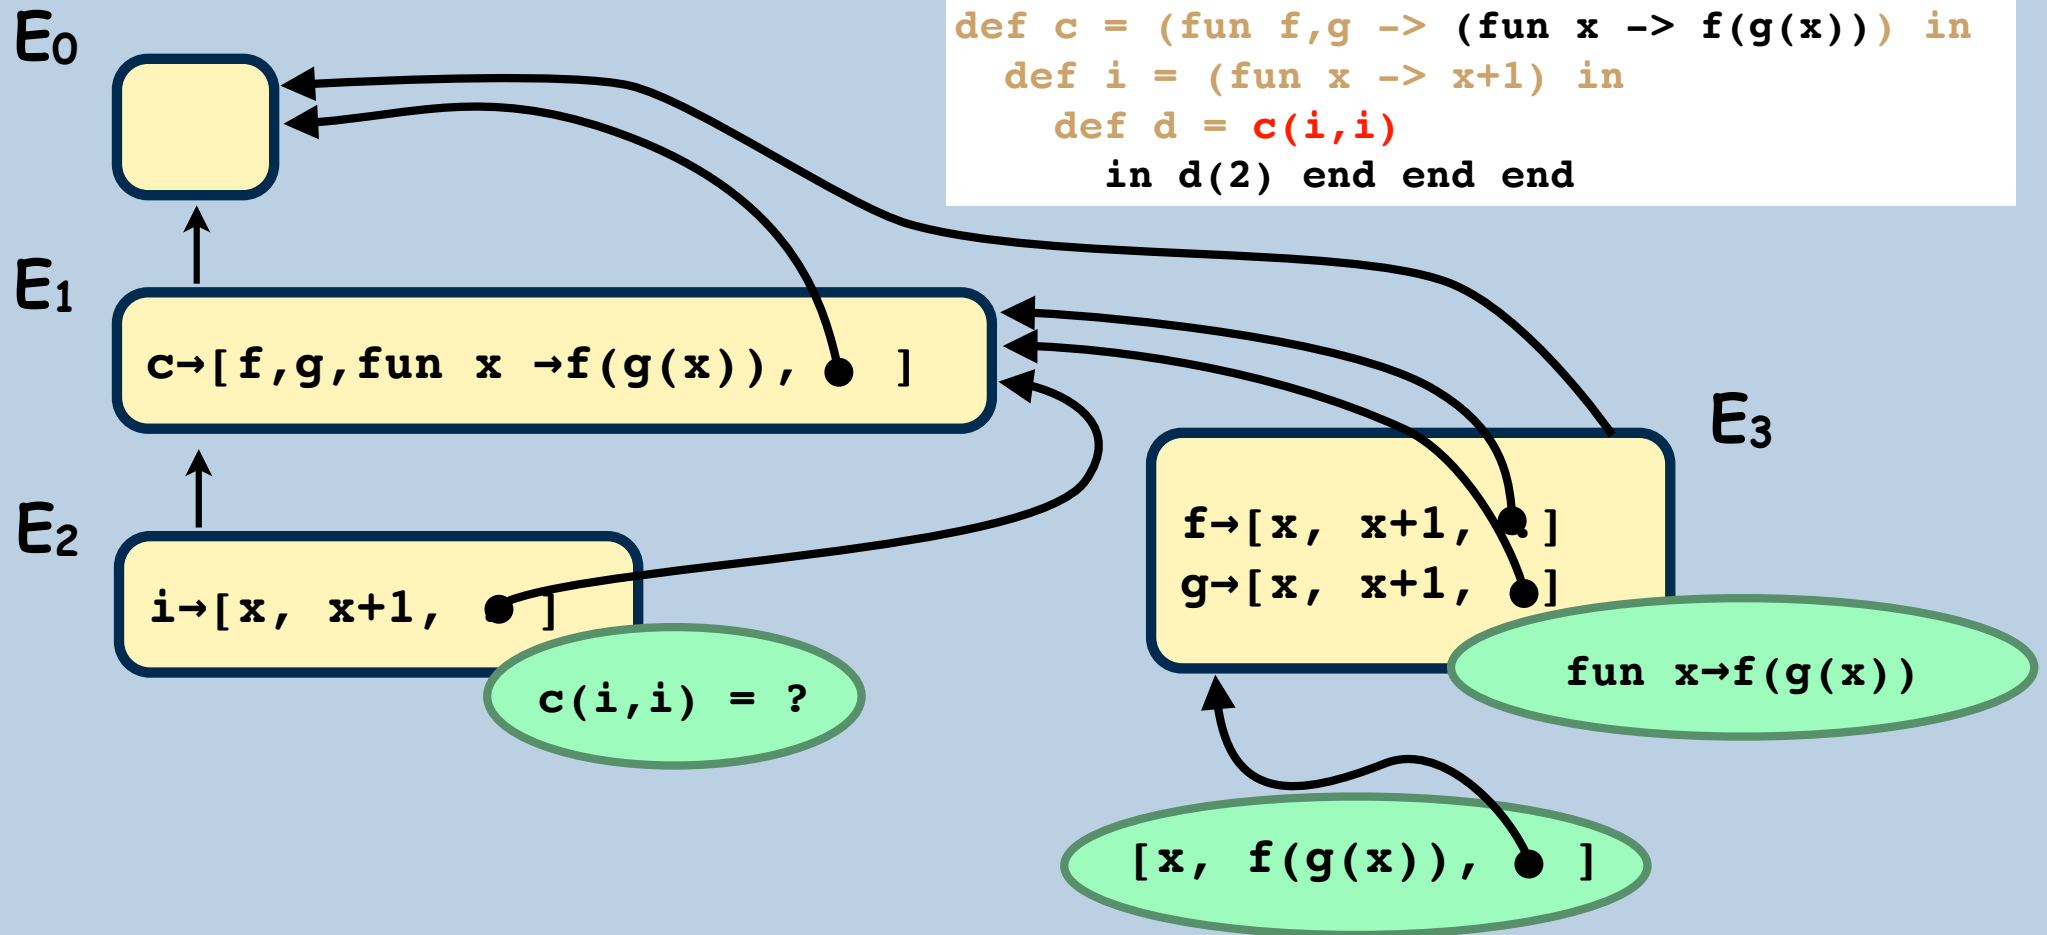 def c = (fun f,g -> (fun x -> f(g(x))) in
def i = (fun x -> x+1) in
def d = c(i,i)
in d(2) end end end
E0
E1
c→[f,g,fun x →f(g(x)), ]
E2
i→[x, x+1, ]
c(i,i) = ?
E3
f→[x, x+1, ]
g→[x, x+1, ]
fun x→f(g(x))
[x, f(g(x)), ]